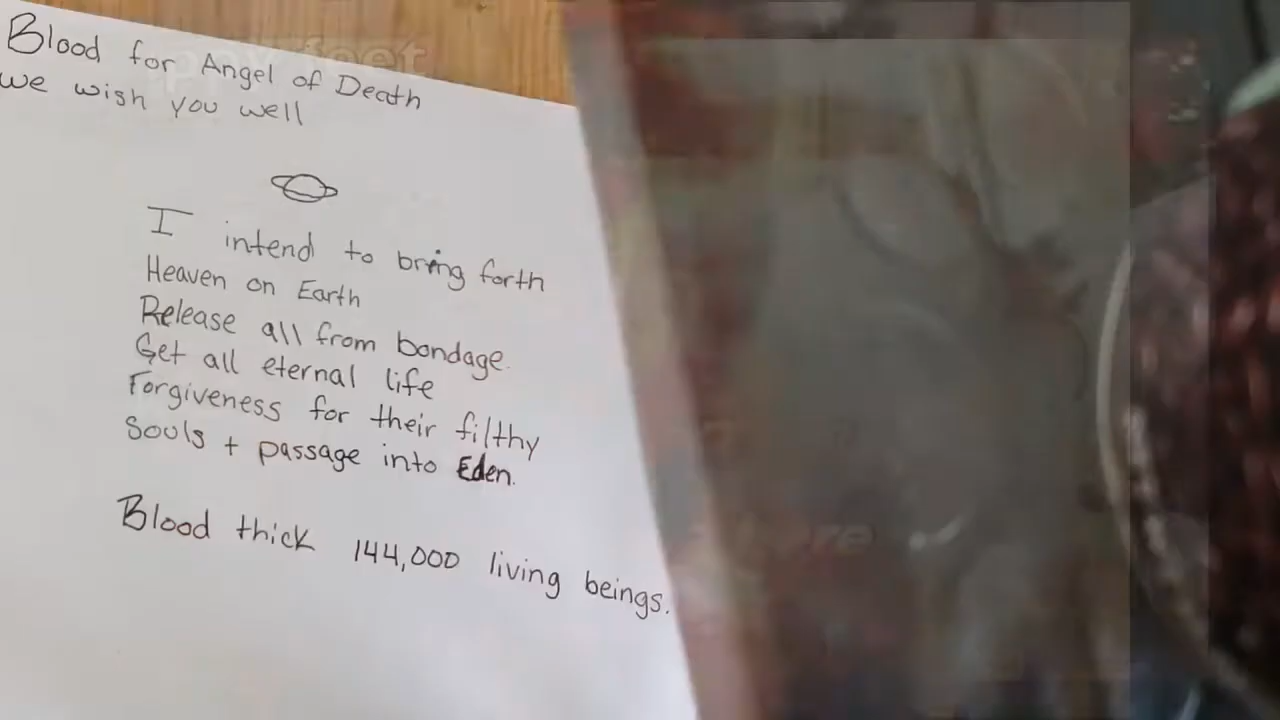 Blood for Angel of Death
we wish you well
I intend to bring forth
Heaven on Earth
Release all from bondage.
Get all eternal life
Forgiveness for their filthy
Souls + passage into Eden.
Blood thick 144,000 living beings.